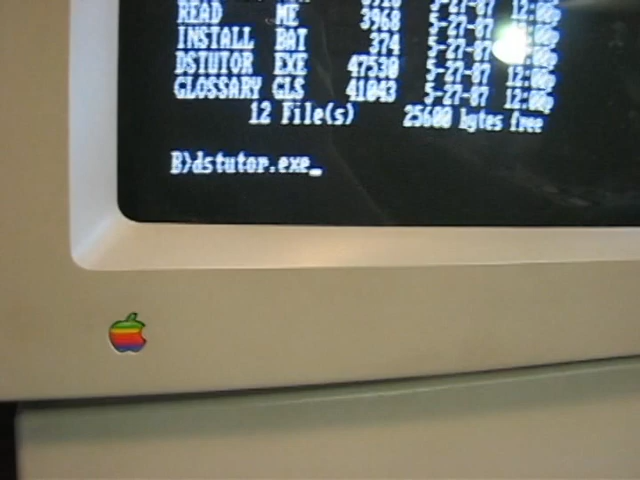 READ ME 3968 5-27-87 12:00p
INSTALL BAT 374 5-27-87 12:00p
DSTUTOR EXE 47530 5-27-87 12:00p
GLOSSARY GLS 41043 5-27-87 12:00p
12 File(s) 25600 bytes free
B>dstutor.exe_